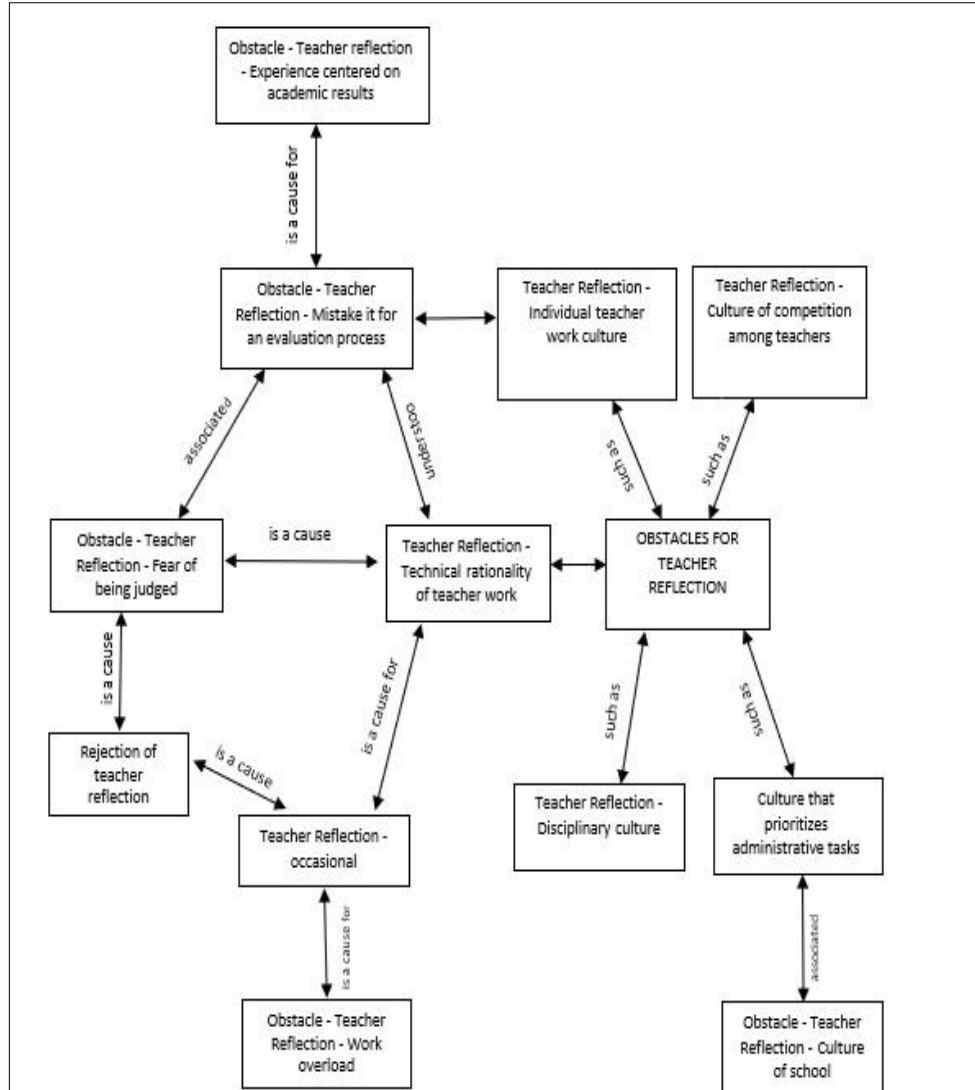 Obstacle - Teacher reflection
- Experience centered on
academic results
is a cause for
Obstacle - Teacher
Reflection - Mistake it for
an evaluation process
Teacher Reflection -
Individual teacher
work culture
Teacher Reflection -
Culture of competition
among teachers
associated
understoo
such as
such as
Obstacle - Teacher
Reflection - Fear of
being judged
is a cause
Teacher Reflection -
Technical rationality
of teacher work
OBSTACLES FOR
TEACHER
REFLECTION
is a cause
is a cause for
such as
such as
Rejection of
teacher
reflection
is a cause
Teacher Reflection -
occasional
Teacher Reflection -
Disciplinary culture
Culture that
prioritizes
administrative tasks
is a cause for
associated
Obstacle - Teacher
Reflection - Work
overload
Obstacle - Teacher
Reflection - Culture
of school